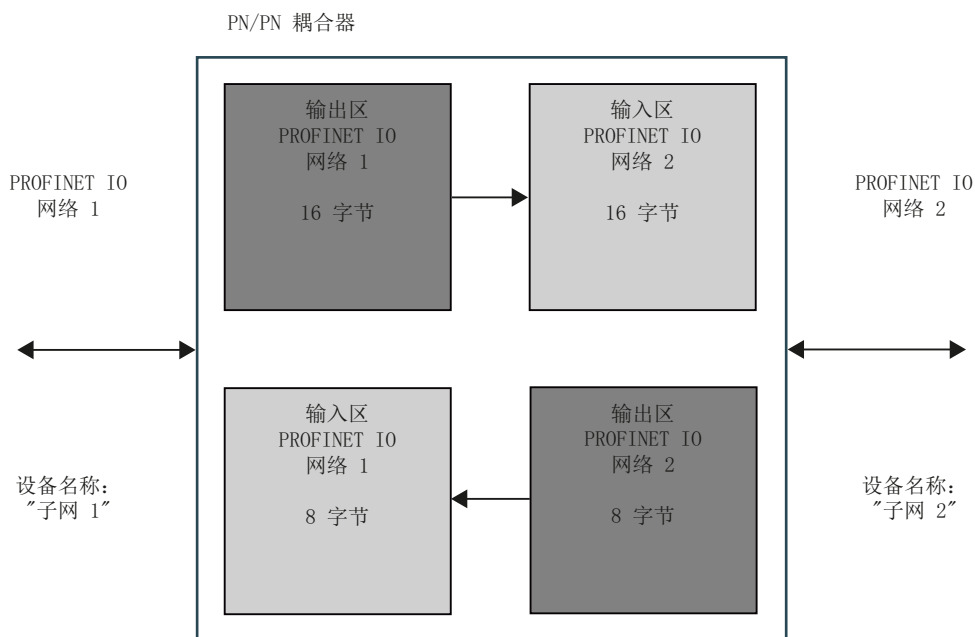 PN/PN 耦合器
输出区
PROFINET IO
网络 1
16 字节
输入区
PROFINET IO
网络 2
16 字节
PROFINET IO
网络 1
PROFINET IO
网络 2
输入区
PROFINET IO
网络 1
8 字节
输出区
PROFINET IO
网络 2
8 字节
设备名称:
"子网 1"
设备名称:
"子网 2"